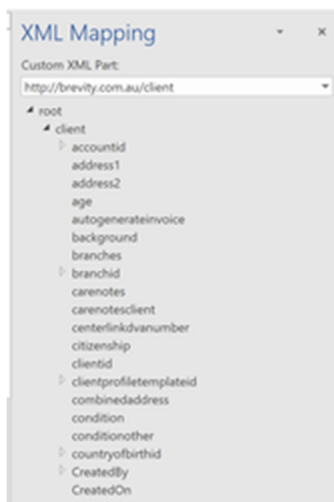 XML Mapping
Custom XML Part:
http://brevity.com.au/client
root
client
accountid
address1
address2
age
autogenerateinvoice
background
branches
branchid
carenotes
carenotesclient
centerlinkdvanumber
citizenship
clientid
clientprofiletemplateid
combinedaddress
condition
conditionother
countryofbirthid
CreatedBy
CreatedOn